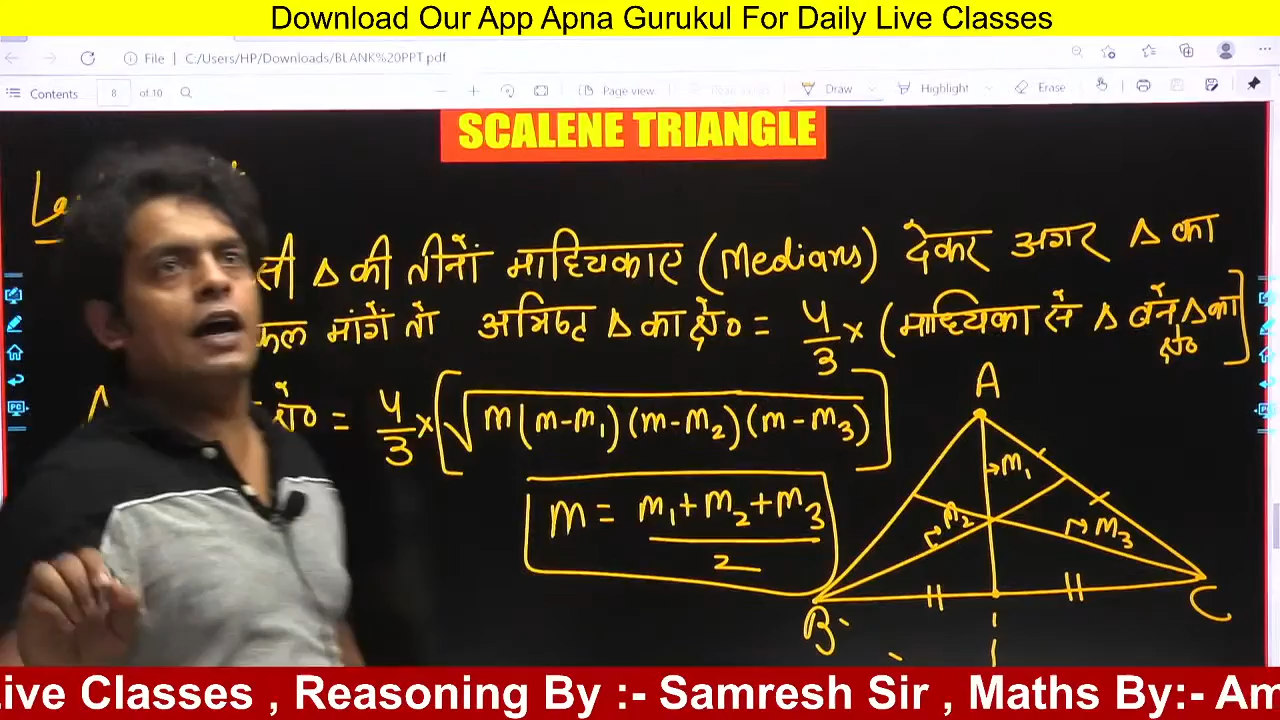 Download Our App Apna Gurukul For Daily Live Classes
File | C:/Users/HP/Downloads/BLANK%20PPT.pdf
Contents 8 of 10 Page view Draw Highlight Erase
SCALENE TRIANGLE
Δ की तीनों माध्यिकाए (Medians) देकर अगर Δ का
मांगें तो अभिष्ट Δ का क्षे० = 4/3 × (माध्यिका से Δ बने Δ का क्षे०)
क्षे० = 4/3 × [√m(m-m₁)(m-m₂)(m-m₃)]
m = (m₁+m₂+m₃)/2
A
m₁
m₂
m₃
B
C
Live Classes , Reasoning By :- Samresh Sir , Maths By:- Am